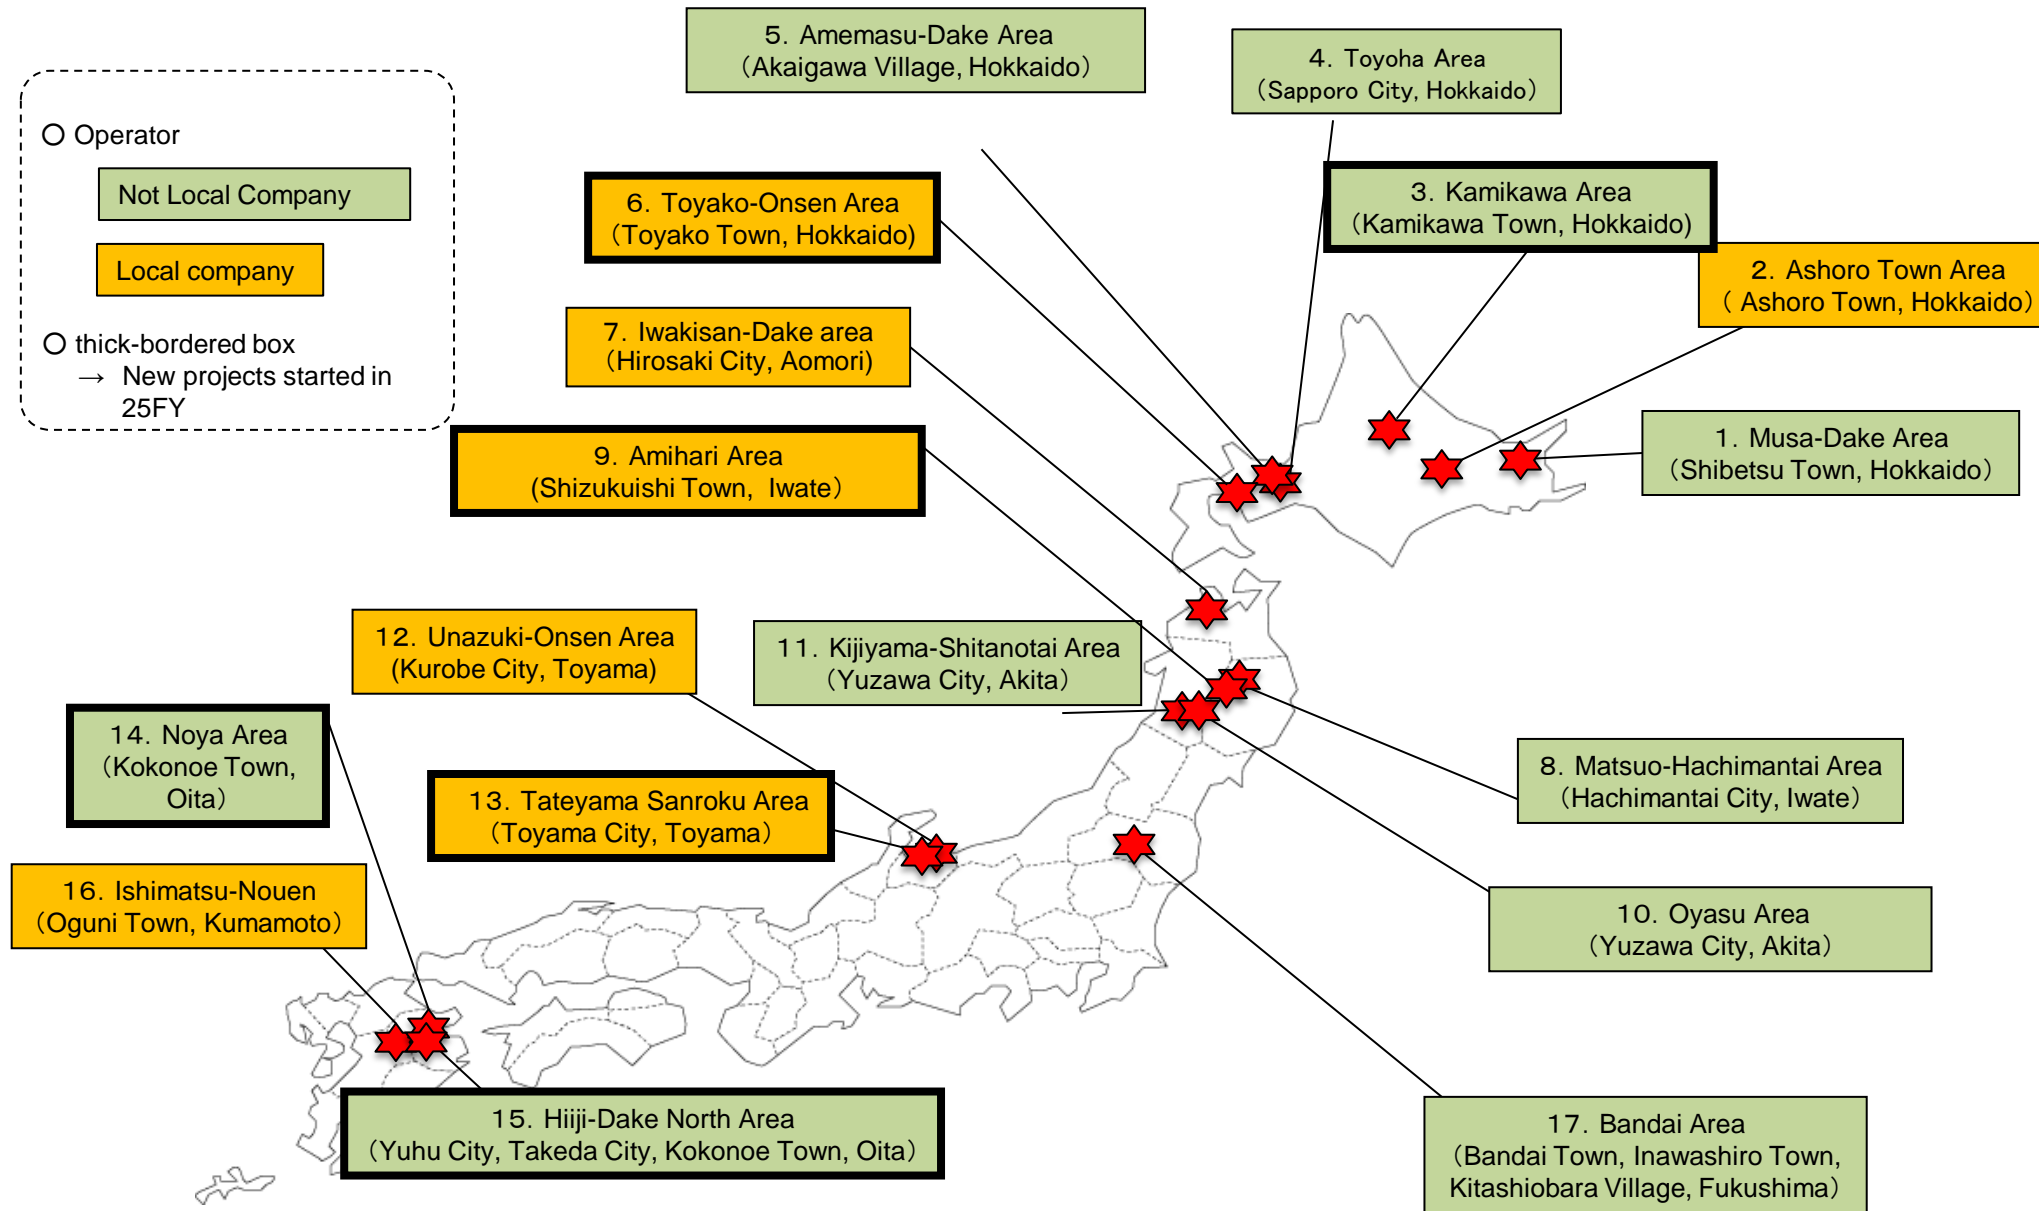 5．Amemasu-Dake Area
（Akaigawa Village, Hokkaido）
4．Toyoha Area
（Sapporo City, Hokkaido）
○ Operator
Not Local Company
Local company
○ thick-bordered box
→ New projects started in
25FY
6．Toyako-Onsen Area
（Toyako Town, Hokkaido)
3．Kamikawa Area
（Kamikawa Town, Hokkaido)
2．Ashoro Town Area
（ Ashoro Town, Hokkaido）
7．Iwakisan-Dake area
（Hirosaki City, Aomori)
1．Musa-Dake Area
（Shibetsu Town, Hokkaido）
9．Amihari Area
(Shizukuishi Town, Iwate）
12．Unazuki-Onsen Area
(Kurobe City, Toyama)
11．Kijiyama-Shitanotai Area
（Yuzawa City, Akita）
14．Noya Area
（Kokonoe Town,
Oita）
8．Matsuo-Hachimantai Area
（Hachimantai City, Iwate）
13．Tateyama Sanroku Area
（Toyama City, Toyama）
16．Ishimatsu-Nouen
（Oguni Town, Kumamoto）
10．Oyasu Area
（Yuzawa City, Akita）
15．Hiiji-Dake North Area
（Yuhu City, Takeda City, Kokonoe Town, Oita）
17．Bandai Area
（Bandai Town, Inawashiro Town,
Kitashiobara Village, Fukushima）